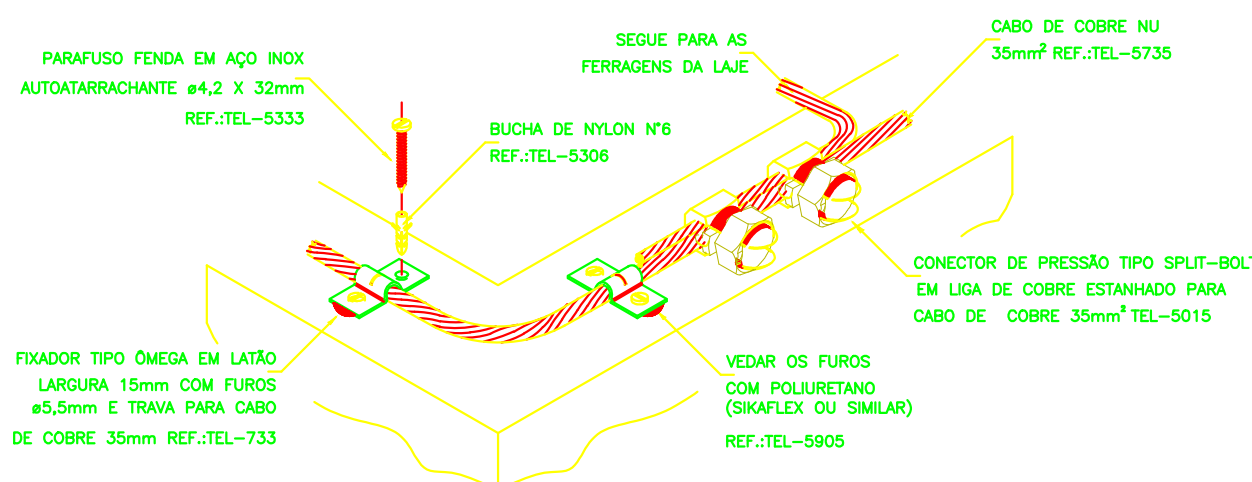 PARAFUSO FENDA EM AÇO INOX
AUTOATARRACHANTE ø4,2 X 32mm
REF.:TEL-5333
BUCHA DE NYLON N°6
REF.:TEL-5306
SEGUE PARA AS
FERRAGENS DA LAJE
CABO DE COBRE NU
35mm² REF.:TEL-5735
CONECTOR DE PRESSÃO TIPO SPLIT-BOLT
EM LIGA DE COBRE ESTANHADO PARA
CABO DE COBRE 35mm² TEL-5015
FIXADOR TIPO ÔMEGA EM LATÃO
LARGURA 15mm COM FUROS
ø5,5mm E TRAVA PARA CABO
DE COBRE 35mm REF.:TEL-733
VEDAR OS FUROS
COM POLIURETANO
(SIKAFLEX OU SIMILAR)
REF.:TEL-5905